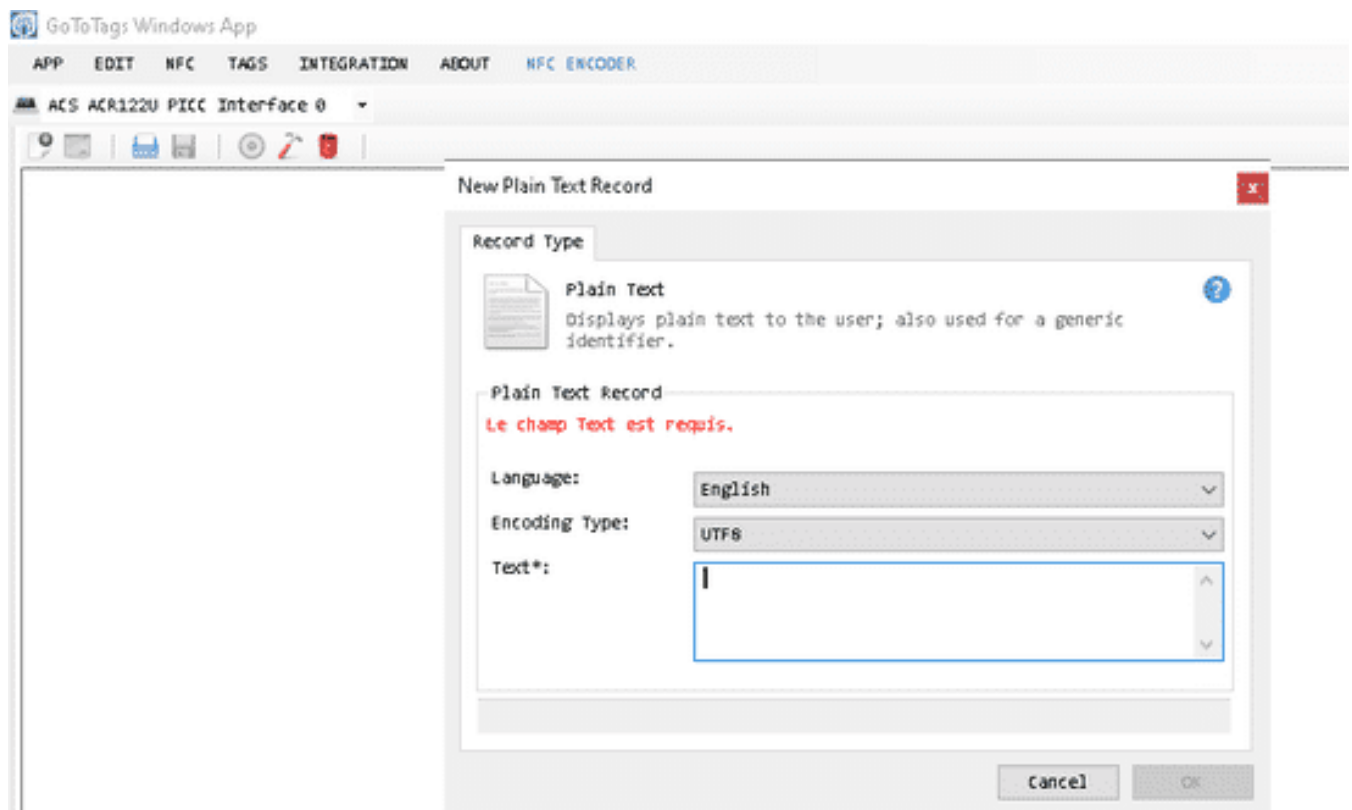 GoToTags Windows App
APP EDIT NFC TAGS INTEGRATION ABOUT NFC ENCODER
ACS ACR122U PICC Interface 0
New Plain Text Record
Record Type
Plain Text
Displays plain text to the user; also used for a generic
identifier.
Plain Text Record
Le champ Text est requis.
Language:
English
Encoding Type:
UTF8
Text*:
Cancel OK